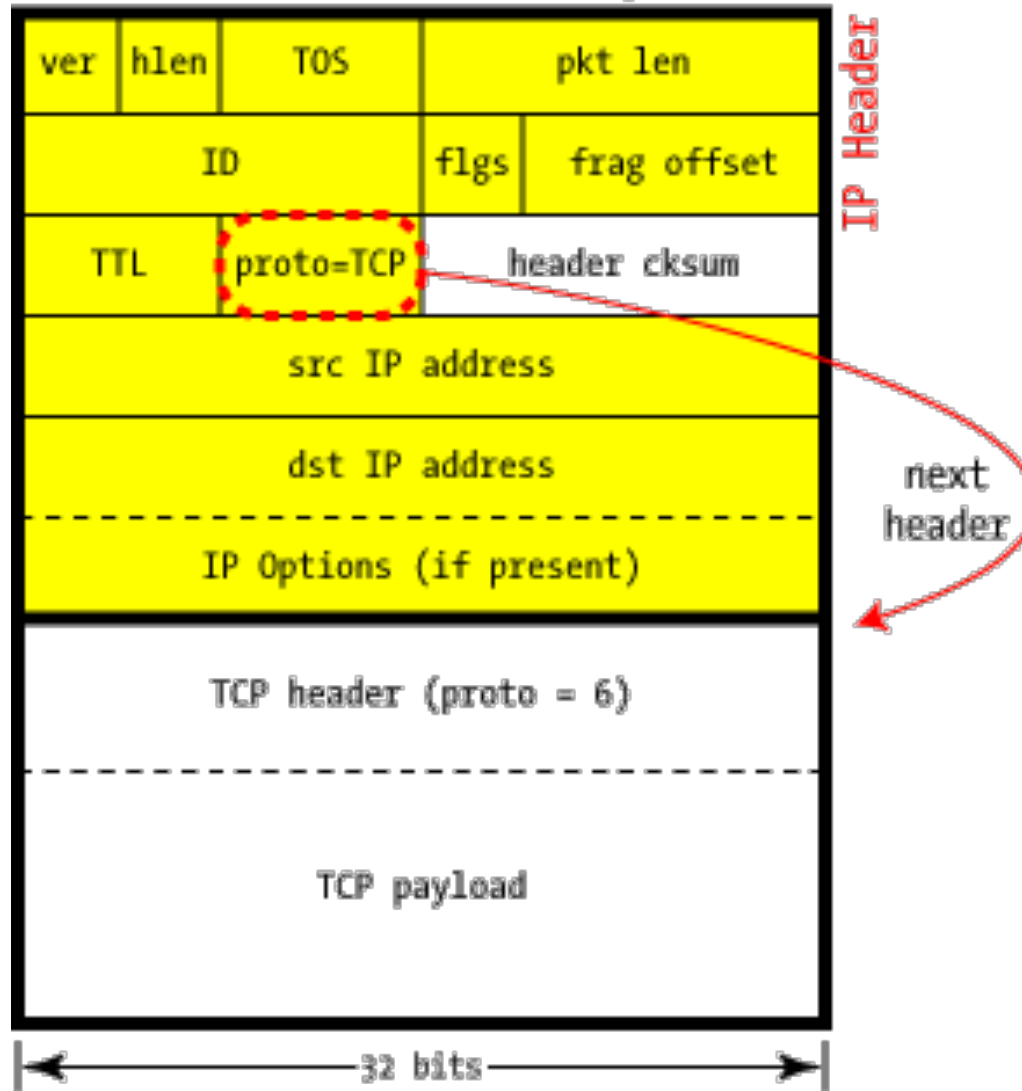 ver hlen TOS pkt len
IP Header
ID flgs frag offset
TTL proto=TCP header cksum
src IP address
dst IP address
next
header
IP Options (if present)
TCP header (proto = 6)
TCP payload
32 bits